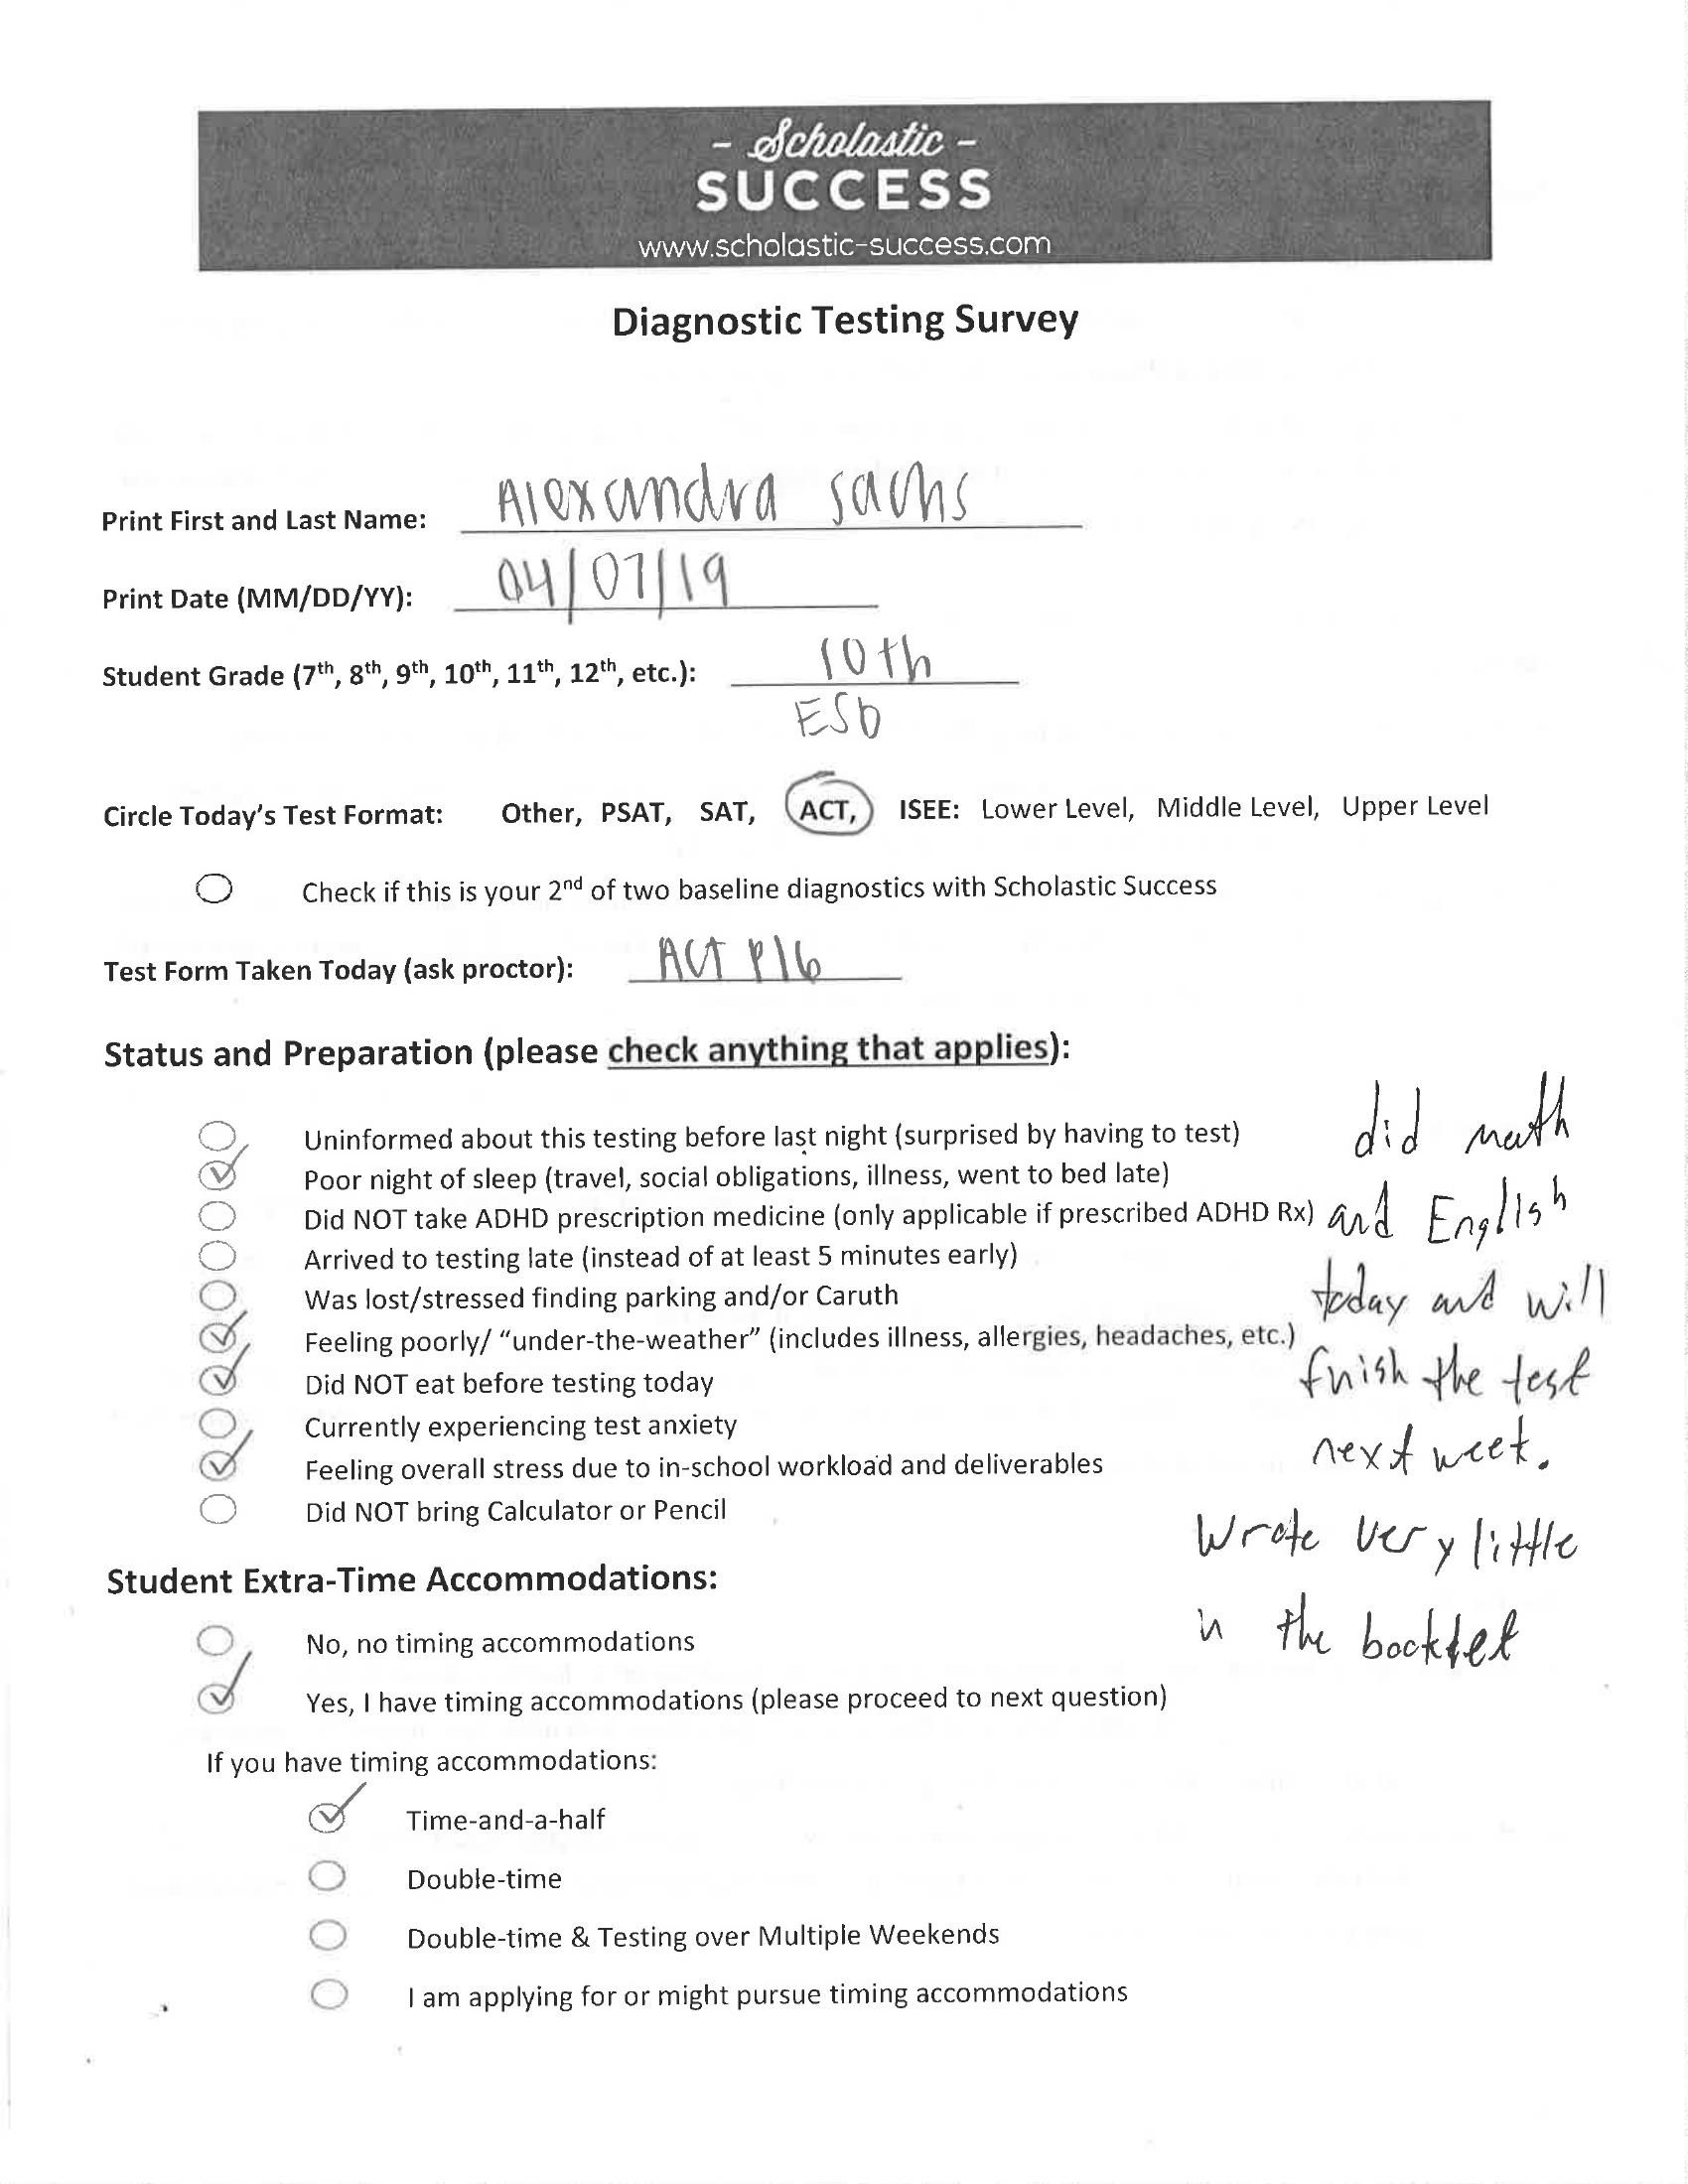 - Scholastic -
SUCCESS
www.scholastic-success.com
Diagnostic Testing Survey
Print First and Last Name: Alexandra Sachs
Print Date (MM/DD/YY): 04/07/19
Student Grade (7th, 8th, 9th, 10th, 11th, 12th, etc.): 10th
ESD
Circle Today's Test Format: Other, PSAT, SAT, ACT, ISEE: Lower Level, Middle Level, Upper Level
Check if this is your 2nd of two baseline diagnostics with Scholastic Success
Test Form Taken Today (ask proctor): ACT P16
Status and Preparation (please check anything that applies):
Uninformed about this testing before last night (surprised by having to test)
Poor night of sleep (travel, social obligations, illness, went to bed late)
Did NOT take ADHD prescription medicine (only applicable if prescribed ADHD Rx)
Arrived to testing late (instead of at least 5 minutes early)
Was lost/stressed finding parking and/or Caruth
Feeling poorly/ "under-the-weather" (includes illness, allergies, headaches, etc.)
Did NOT eat before testing today
Currently experiencing test anxiety
Feeling overall stress due to in-school workload and deliverables
Did NOT bring Calculator or Pencil
did math
and English
today and will
finish the test
next week.
Wrote very little
in the booklet
Student Extra-Time Accommodations:
No, no timing accommodations
Yes, I have timing accommodations (please proceed to next question)
If you have timing accommodations:
Time-and-a-half
Double-time
Double-time & Testing over Multiple Weekends
I am applying for or might pursue timing accommodations